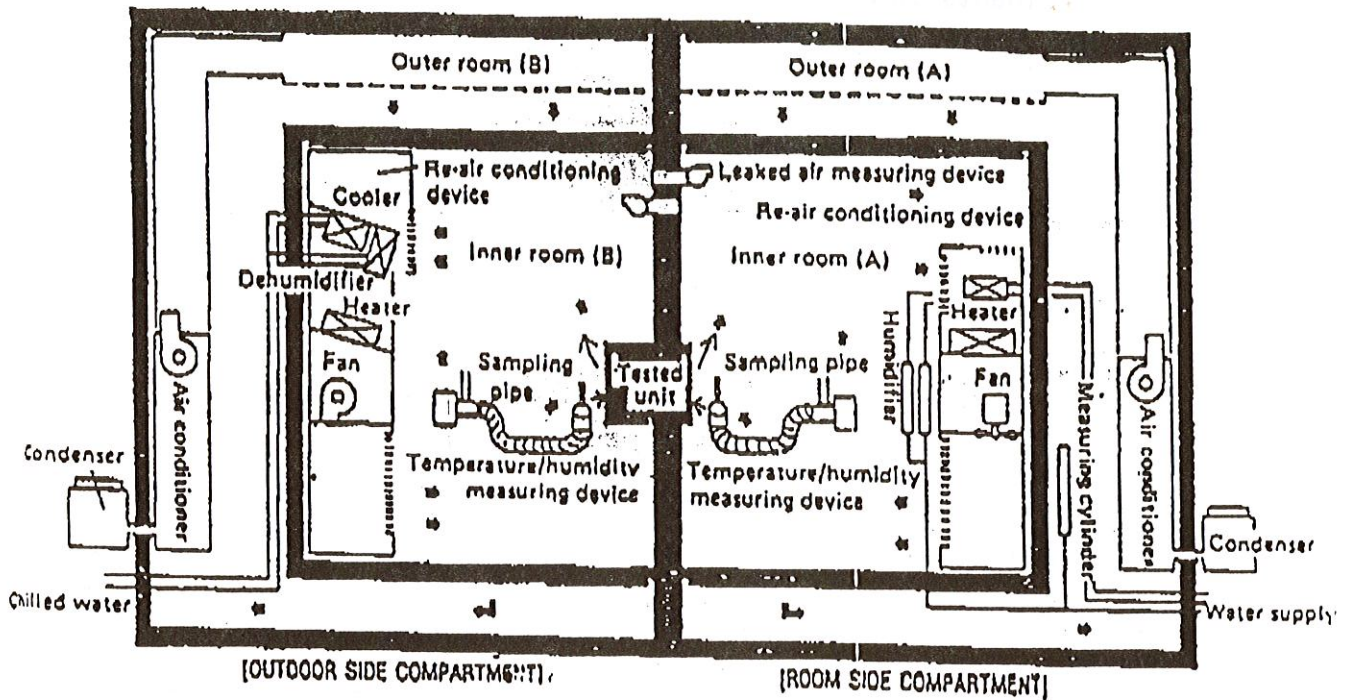 Outer room (B)
Outer room (A)
Re-air conditioning
device
Cooler
Leaked air measuring device
Re-air conditioning device
Inner room (B)
Inner room (A)
Dehumidifier
Heater
Heater
Humidifier
Sampling
pipe
Tested
unit
Sampling pipe
Fan
Fan
Air conditioner
Measuring cylinder
Air conditioner
Condenser
Temperature/humidity
measuring device
Temperature/humidity
measuring device
Condenser
Chilled water
Water supply
[OUTDOOR SIDE COMPARTMENT]
[ROOM SIDE COMPARTMENT]